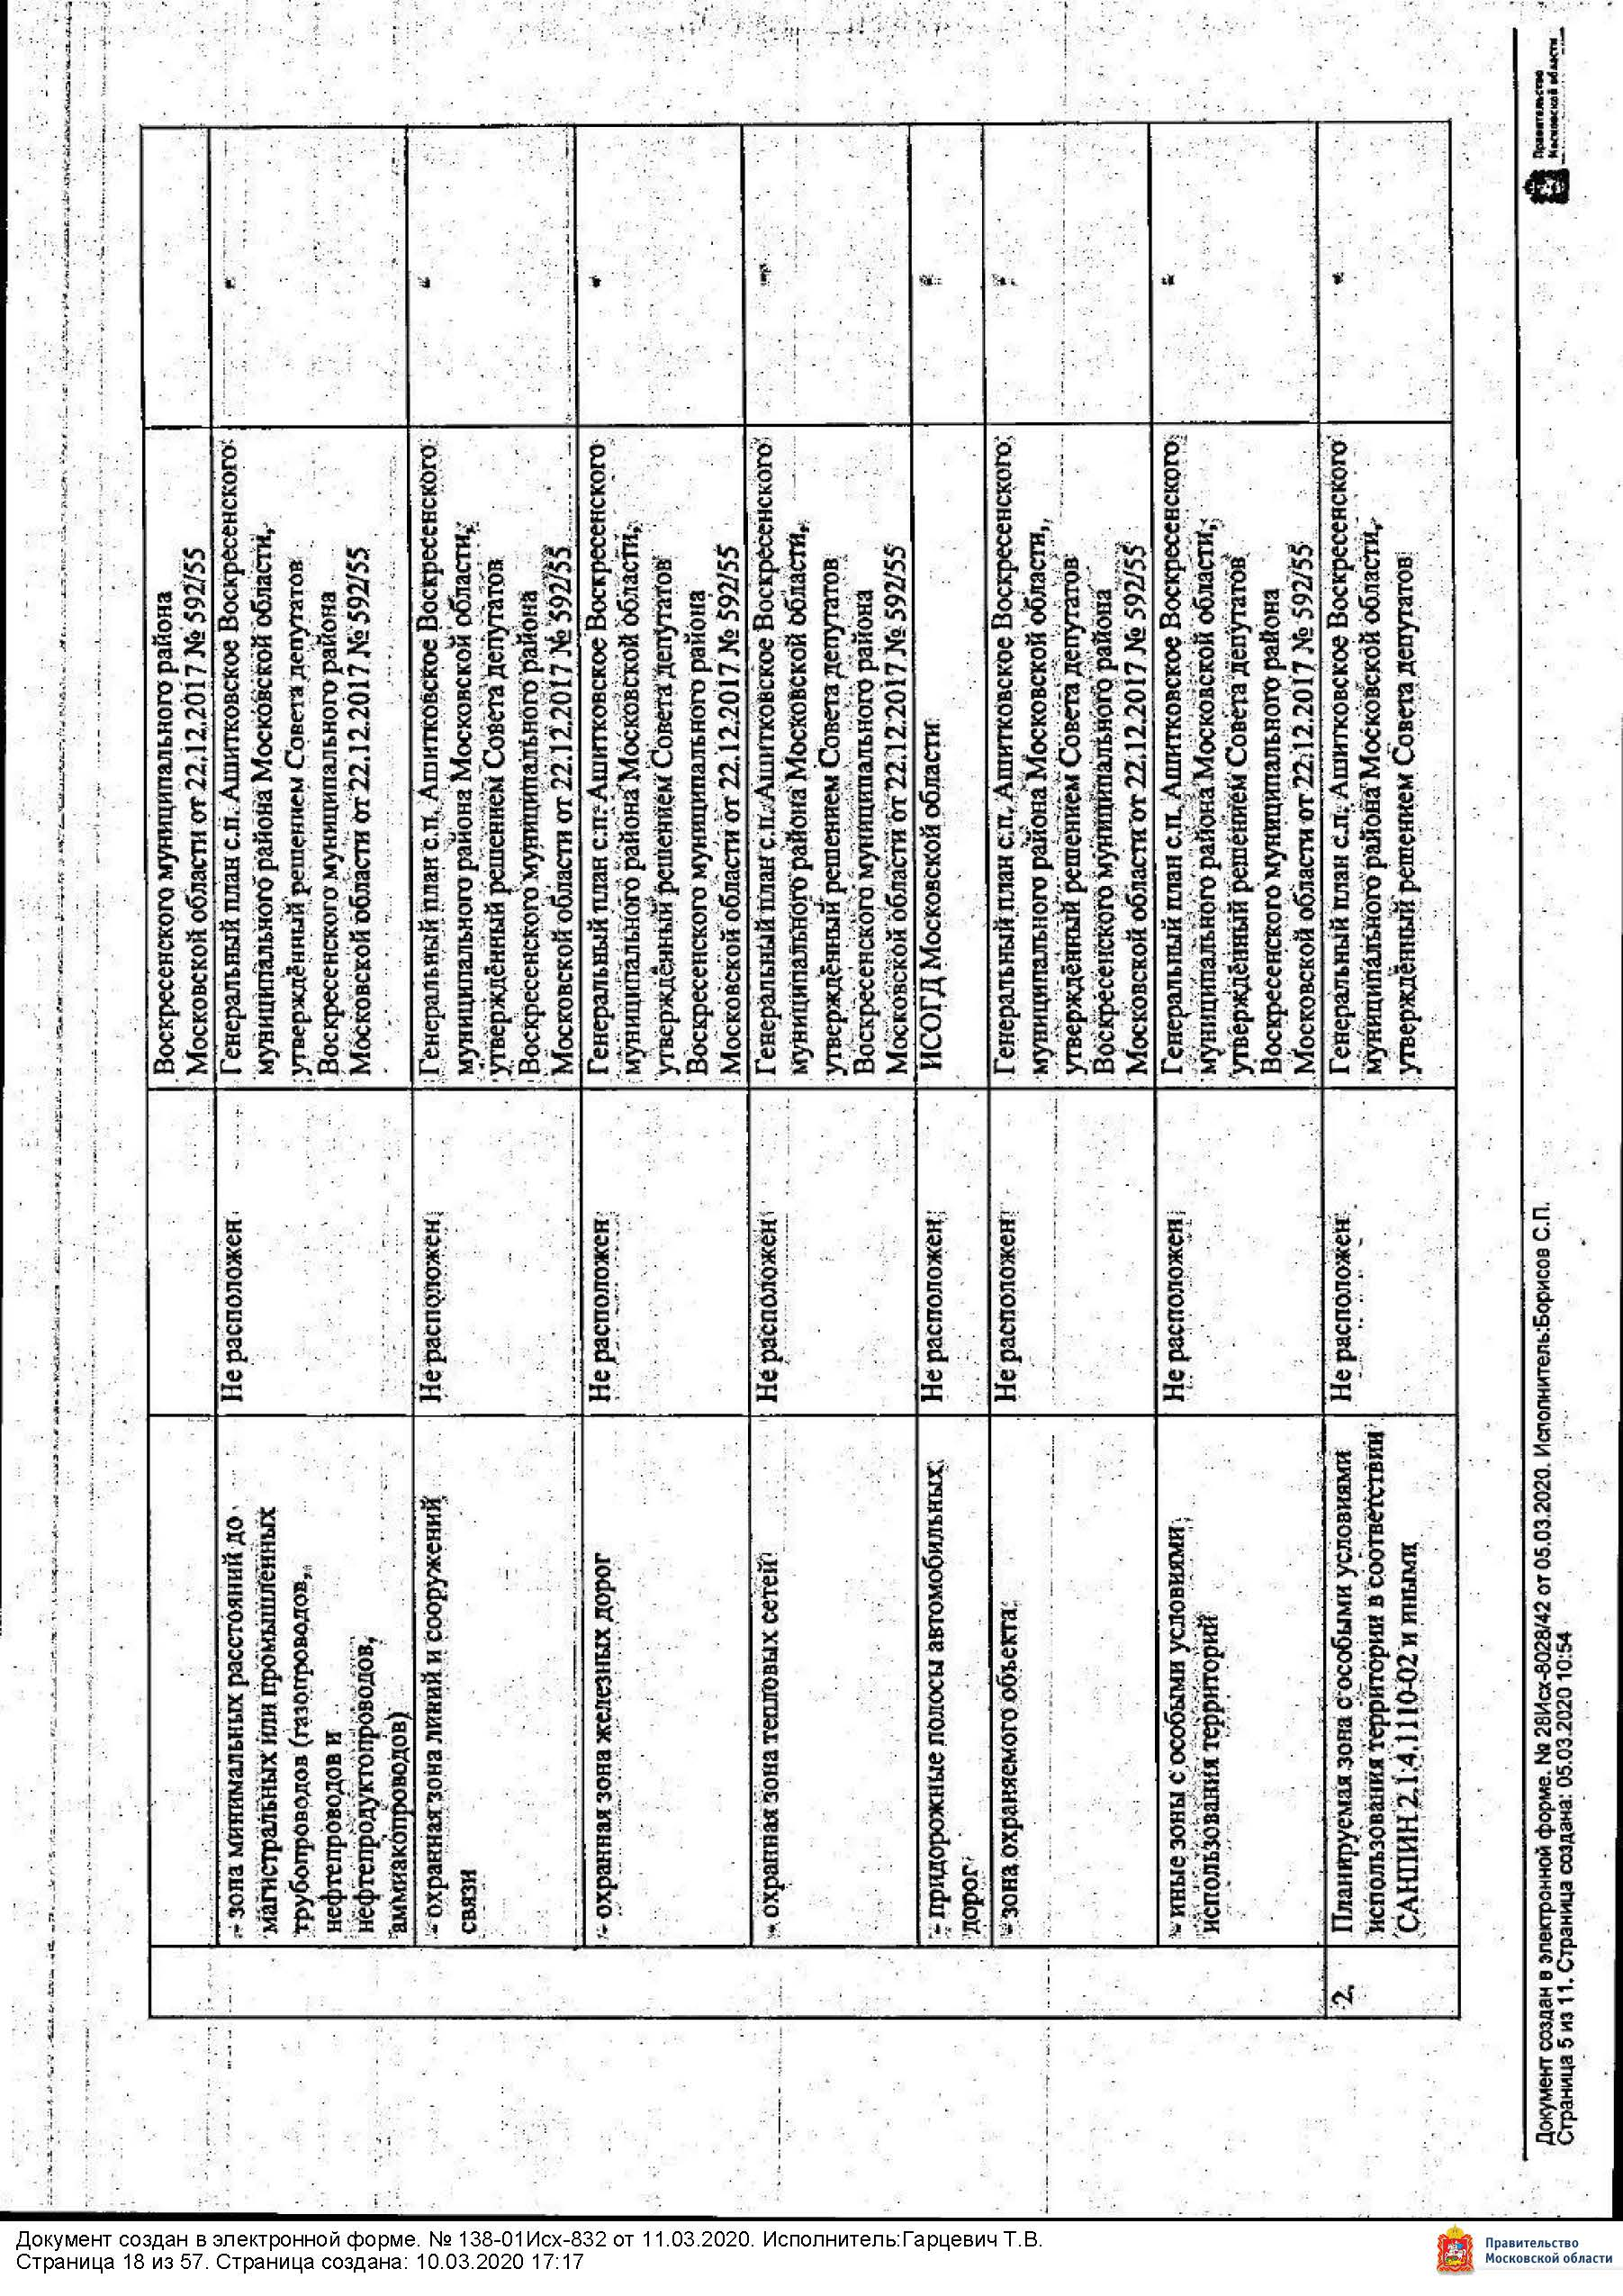 Воскресенского муниципального района
Московской области от 22.12.2017 № 592/55
- зона минимальных расстояний до
магистральных или промышленных
трубопроводов (газопроводов,
нефтепроводов и
нефтепродуктопроводов,
аммиакопроводов)
Не расположен
Генеральный план с.п. Ашитковское Воскресенского
муниципального района Московской области,
утверждённый решением Совета депутатов
Воскресенского муниципального района
Московской области от 22.12.2017 № 592/55
- охранная зона линий и сооружений
связи
Не расположен
Генеральный план с.п. Ашитковское Воскресенского
муниципального района Московской области,
утверждённый решением Совета депутатов
Воскресенского муниципального района
Московской области от 22.12.2017 № 592/55
- охранная зона железных дорог
Не расположен
Генеральный план с.п. Ашитковское Воскресенского
муниципального района Московской области,
утверждённый решением Совета депутатов
Воскресенского муниципального района
Московской области от 22.12.2017 № 592/55
- охранная зона тепловых сетей
Не расположен
Генеральный план с.п. Ашитковское Воскресенского
муниципального района Московской области,
утверждённый решением Совета депутатов
Воскресенского муниципального района
Московской области от 22.12.2017 № 592/55
- придорожные полосы автомобильных
дорог
Не расположен
ИСОГД Московской области
- зона охраняемого объекта
Не расположен
Генеральный план с.п. Ашитковское Воскресенского
муниципального района Московской области,
утверждённый решением Совета депутатов
Воскресенского муниципального района
Московской области от 22.12.2017 № 592/55
- иные зоны с особыми условиями
использования территорий
Не расположен
Генеральный план с.п. Ашитковское Воскресенского
муниципального района Московской области,
утверждённый решением Совета депутатов
Воскресенского муниципального района
Московской области от 22.12.2017 № 592/55
2.
Планируемая зона с особыми условиями
использования территории в соответствии
САНПИН 2.1.4.1110-02 и иными
Не расположен
Генеральный план с.п. Ашитковское Воскресенского
муниципального района Московской области,
утверждённый решением Совета депутатов
Документ создан в электронной форме. № 28Исх-8028/42 от 05.03.2020. Исполнитель:Борисов С.П.
Страница 5 из 11. Страница создана: 05.03.2020 10:54
Правительство
Московской области
Документ создан в электронной форме. № 138-01Исх-832 от 11.03.2020. Исполнитель:Гарцевич Т.В.
Страница 18 из 57. Страница создана: 10.03.2020 17:17
Правительство
Московской области